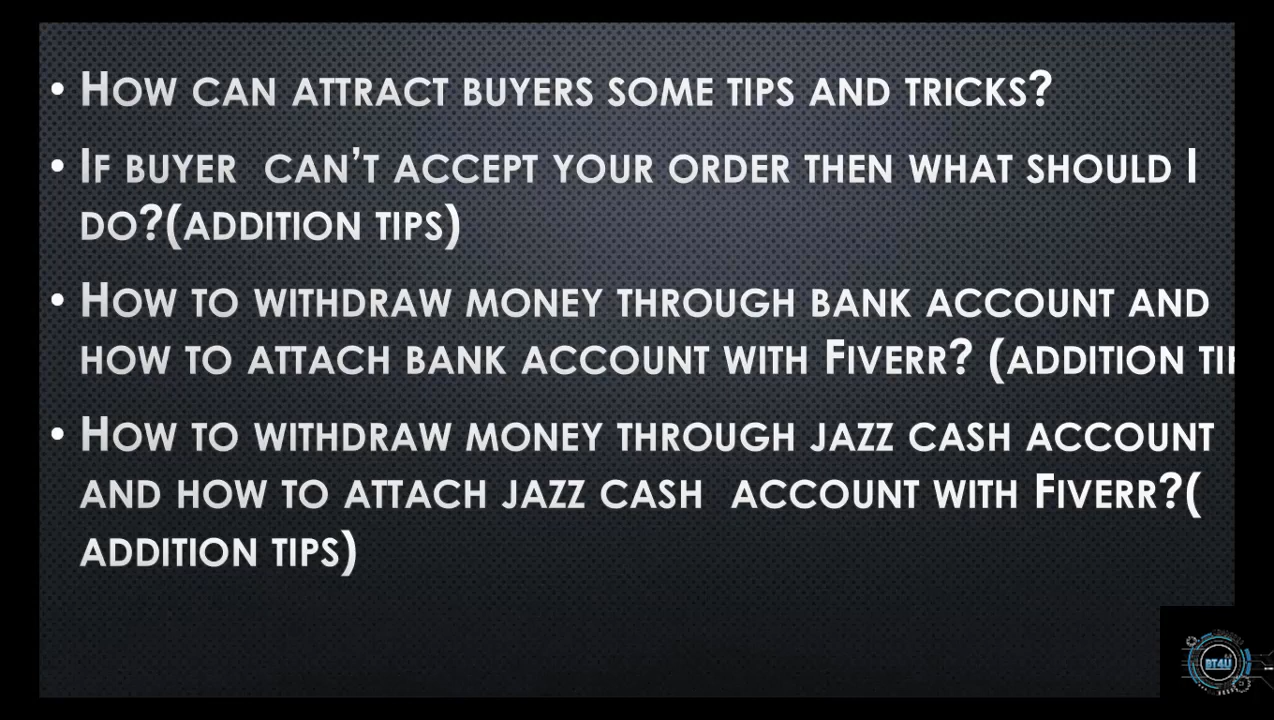 • How can attract buyers some tips and tricks?
• If buyer can’t accept your order then what should I
do?(addition tips)
• How to withdraw money through bank account and
how to attach bank account with Fiverr? (addition
• How to withdraw money through jazz cash account
and how to attach jazz cash account with Fiverr?(
addition tips)
BT4U